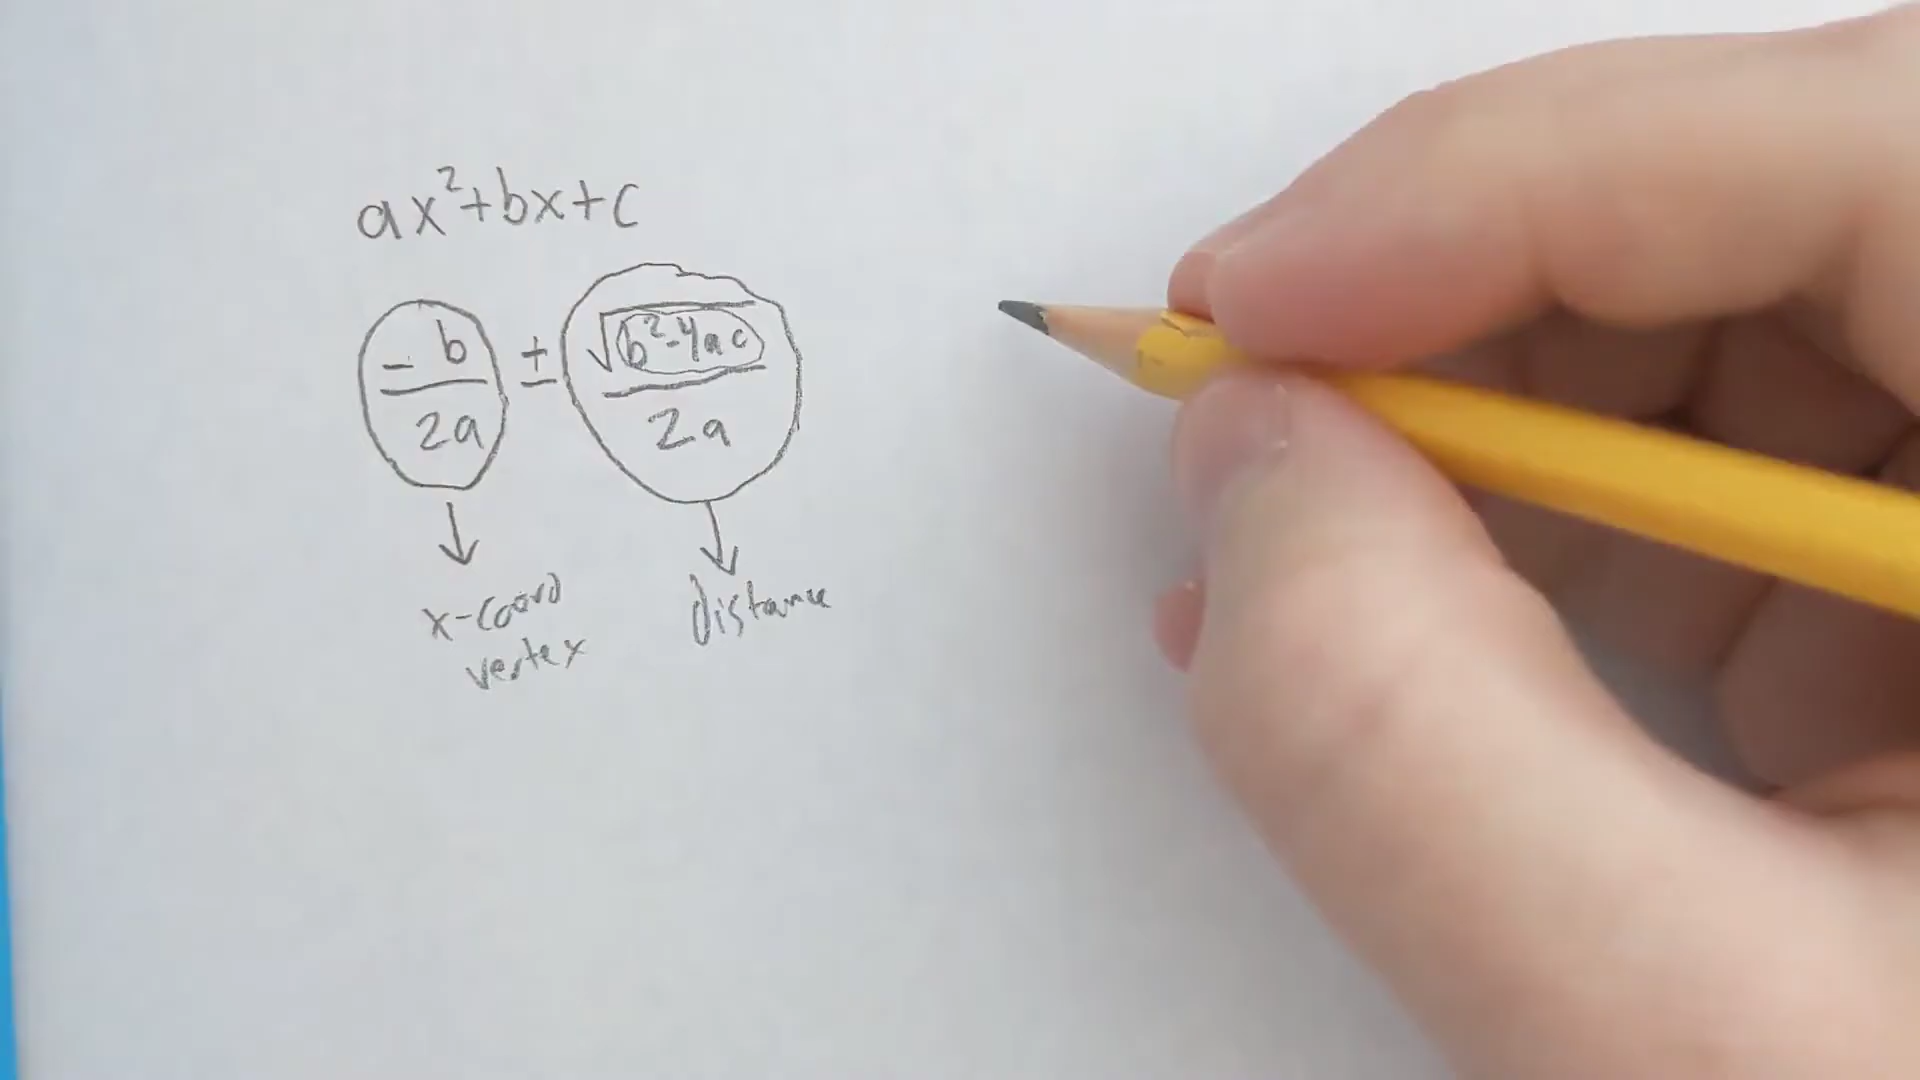 ax²+bx+c
-b/2a ± √(b²-4ac)/2a
x-coord
vertex
distance